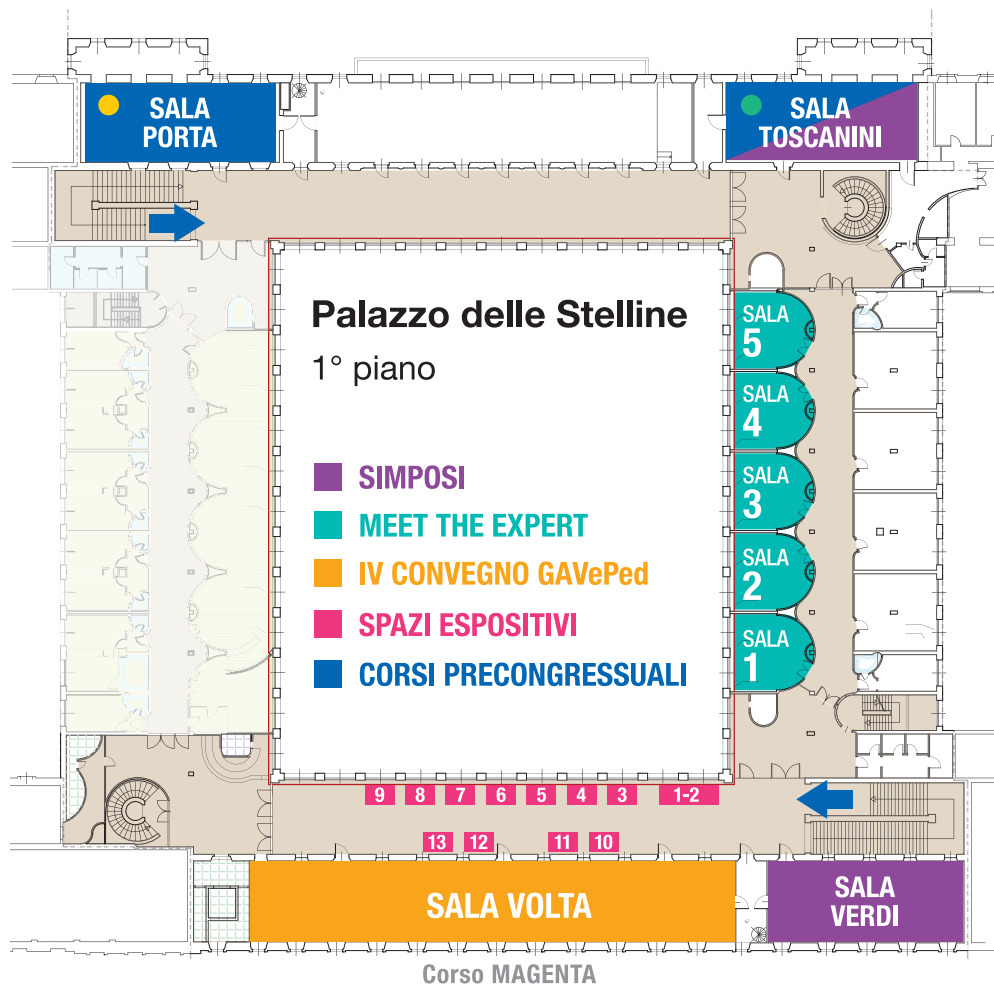 SALA
PORTA
SALA
TOSCANINI
Palazzo delle Stelline
1° piano
SIMPOSI
MEET THE EXPERT
IV CONVEGNO GAVePed
SPAZI ESPOSITIVI
CORSI PRECONGRESSUALI
SALA
5
SALA
4
SALA
3
SALA
2
SALA
1
9 8 7 6 5 4 3 1-2
13 12 11 10
SALA VOLTA
SALA
VERDI
Corso MAGENTA